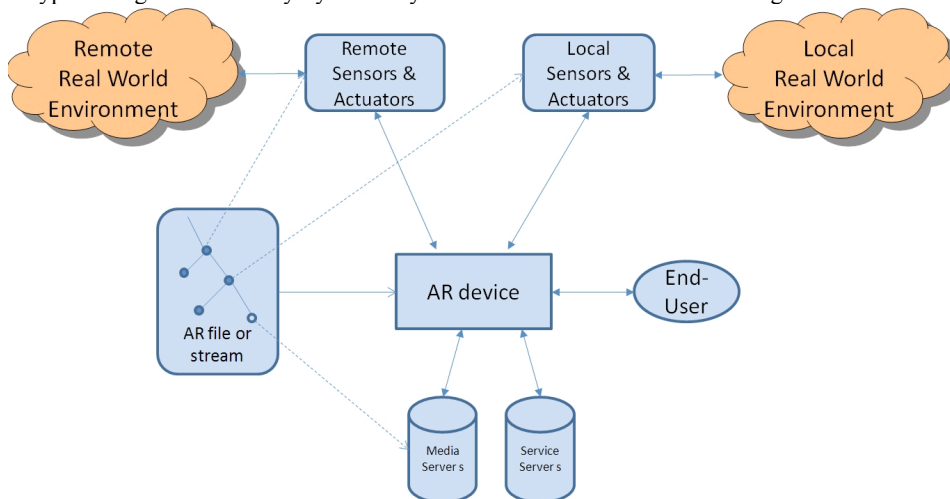 Remote
Real World
Environment
Remote
Sensors &
Actuators
Local
Sensors &
Actuators
Local
Real World
Environment
AR file or
stream
AR device
End-
User
Media
Server s
Service
Server s